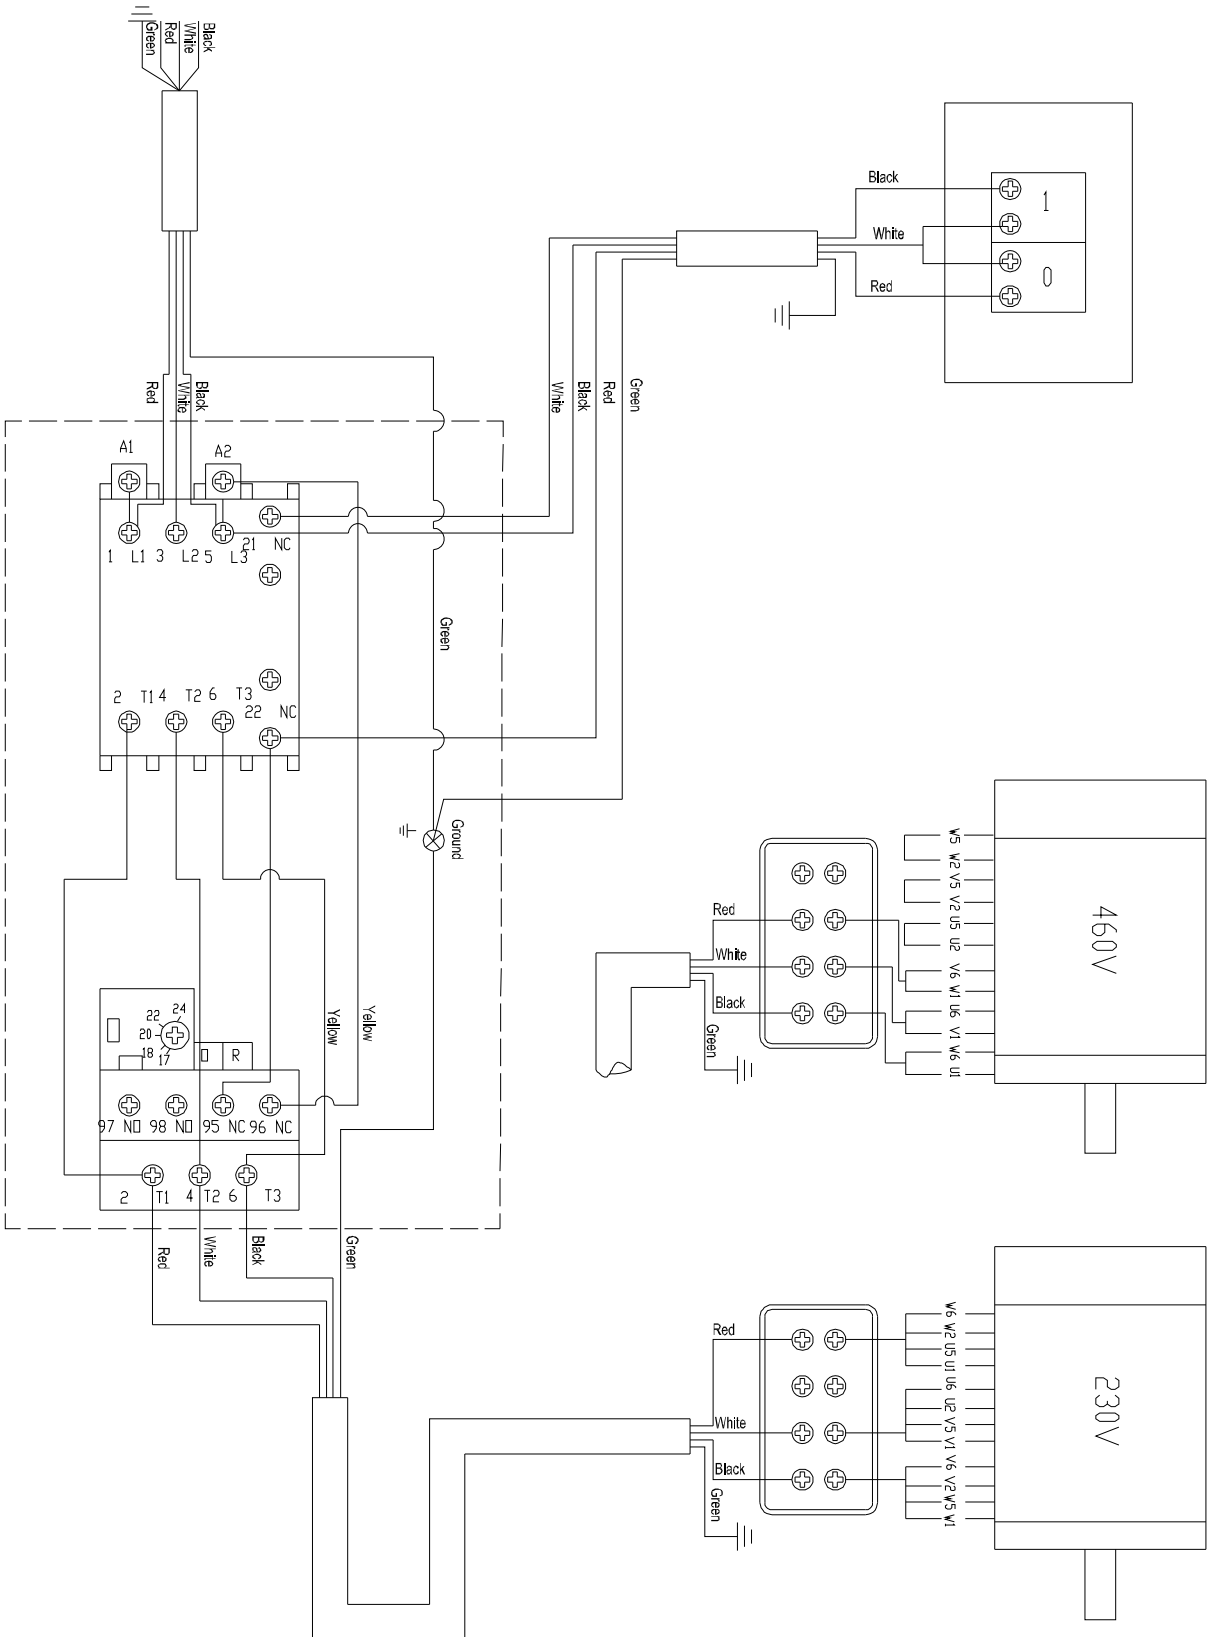 Green
Red
White
Black
Red
White
Black
A1
A2
1 L1 3 L2 5 L3 21 NC
2 T1 4 T2 6 T3
22 NC
Green
Ground
Yellow
Yellow
White
Black
Red
Green
Black
White
Red
1
0
24
22
20
18
17
R
97 NO 98 NO 95 NC 96 NC
2 T1 4 T2 6 T3
Red
White
Black
Green
Red
White
Black
Green
W5
W2
V5
V2
U5
U2
V6
W1
U6
V1
W6
U1
460V
Red
White
Black
Green
W6
W2
U5
U1
U6
U2
V5
V1
V6
V2
W5
W1
230V